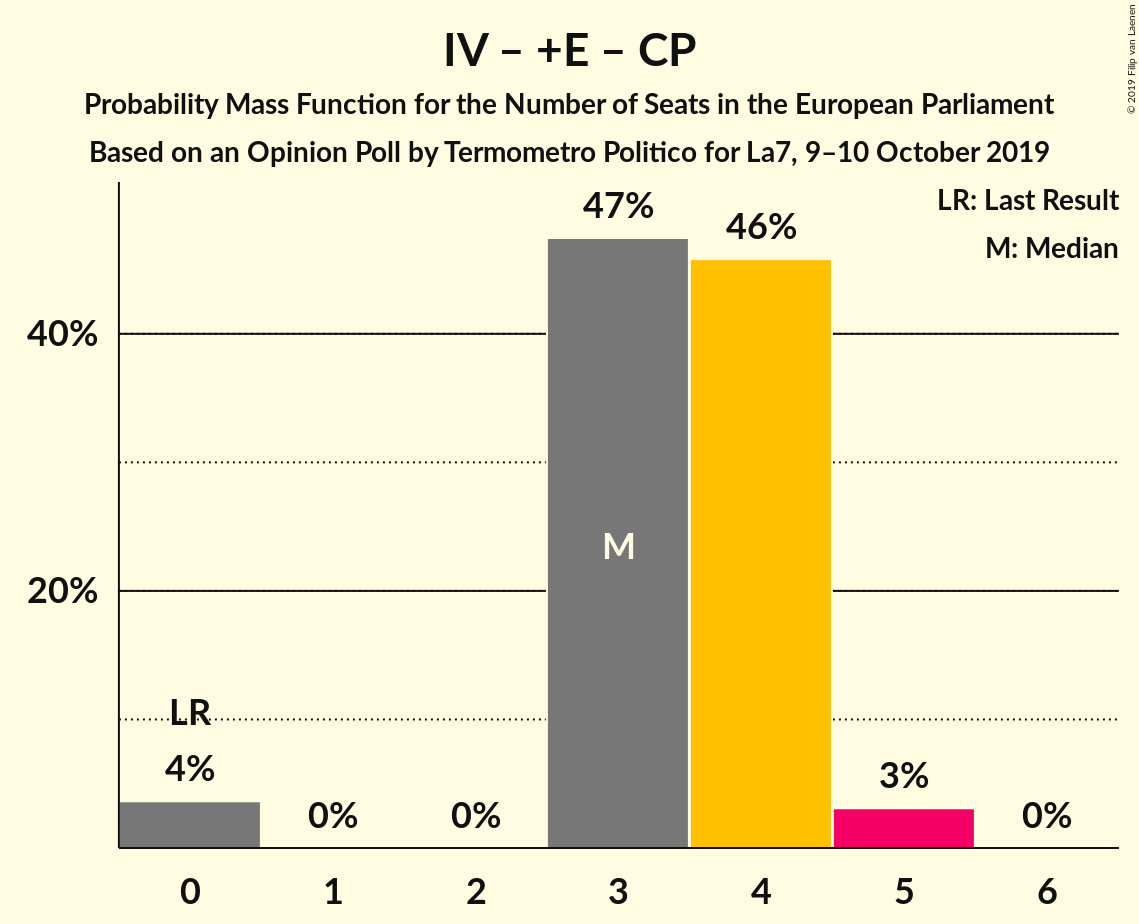 IV – +E – CP
Probability Mass Function for the Number of Seats in the European Parliament
Based on an Opinion Poll by Termometro Politico for La7, 9–10 October 2019
© 2019 Filip van Laenen
LR: Last Result
M: Median
47%
46%
40%
M
20%
LR
4%
0%
0%
3%
0%
0 1 2 3 4 5 6